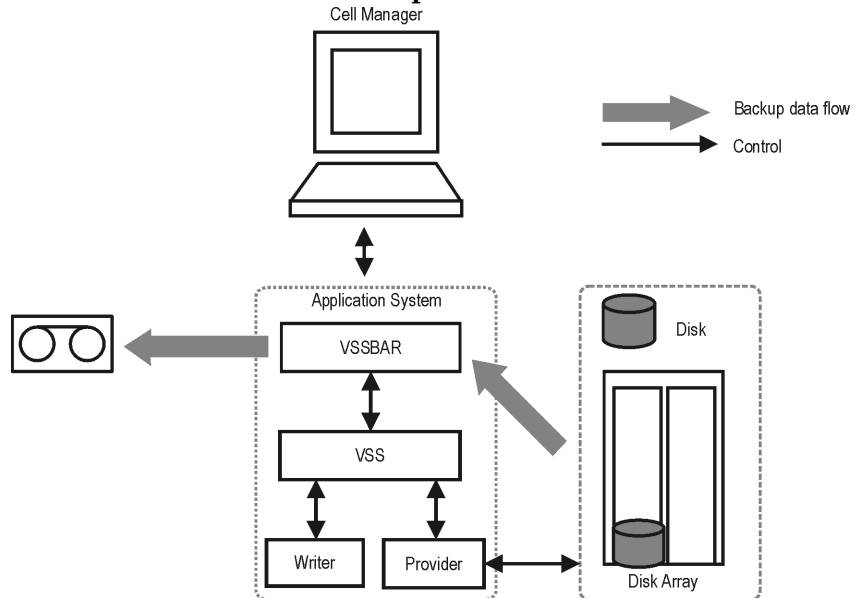 Cell Manager
Backup data flow
Control
Application System
VSSBAR
Disk
VSS
Writer
Provider
Disk Array